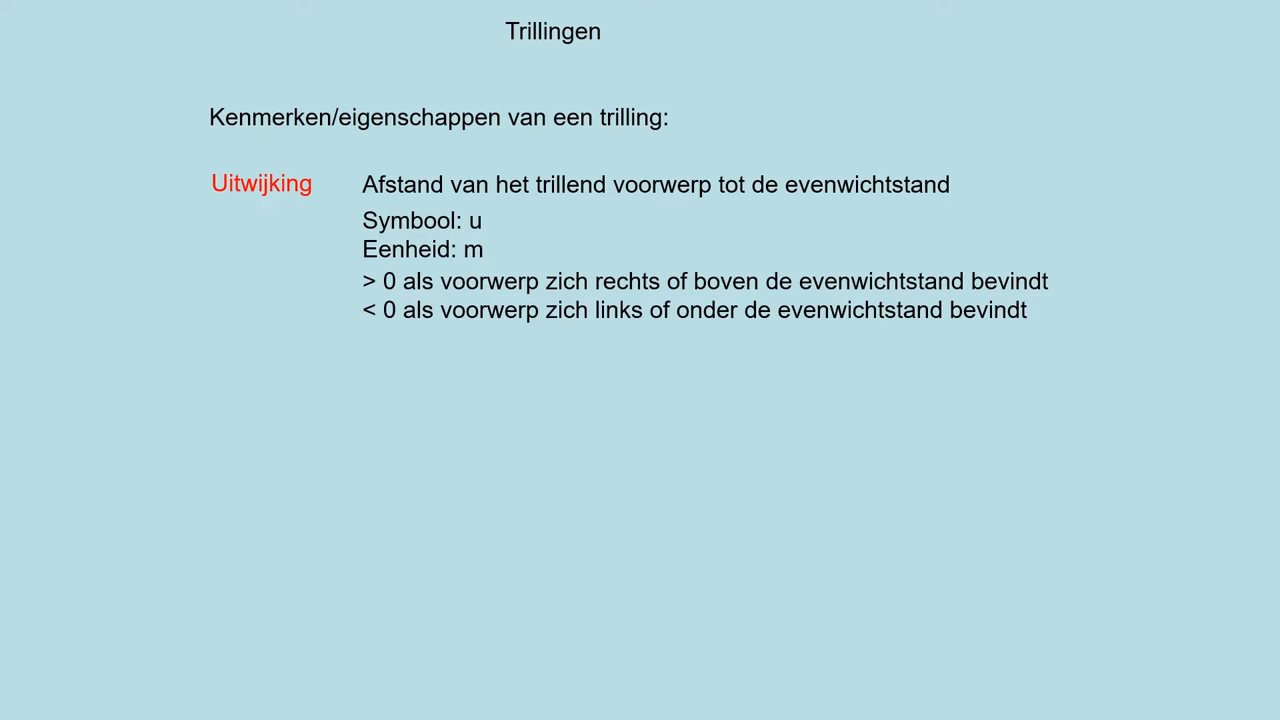 Trillingen
Kenmerken/eigenschappen van een trilling:
Uitwijking Afstand van het trillend voorwerp tot de evenwichtstand
Symbool: u
Eenheid: m
> 0 als voorwerp zich rechts of boven de evenwichtstand bevindt
< 0 als voorwerp zich links of onder de evenwichtstand bevindt